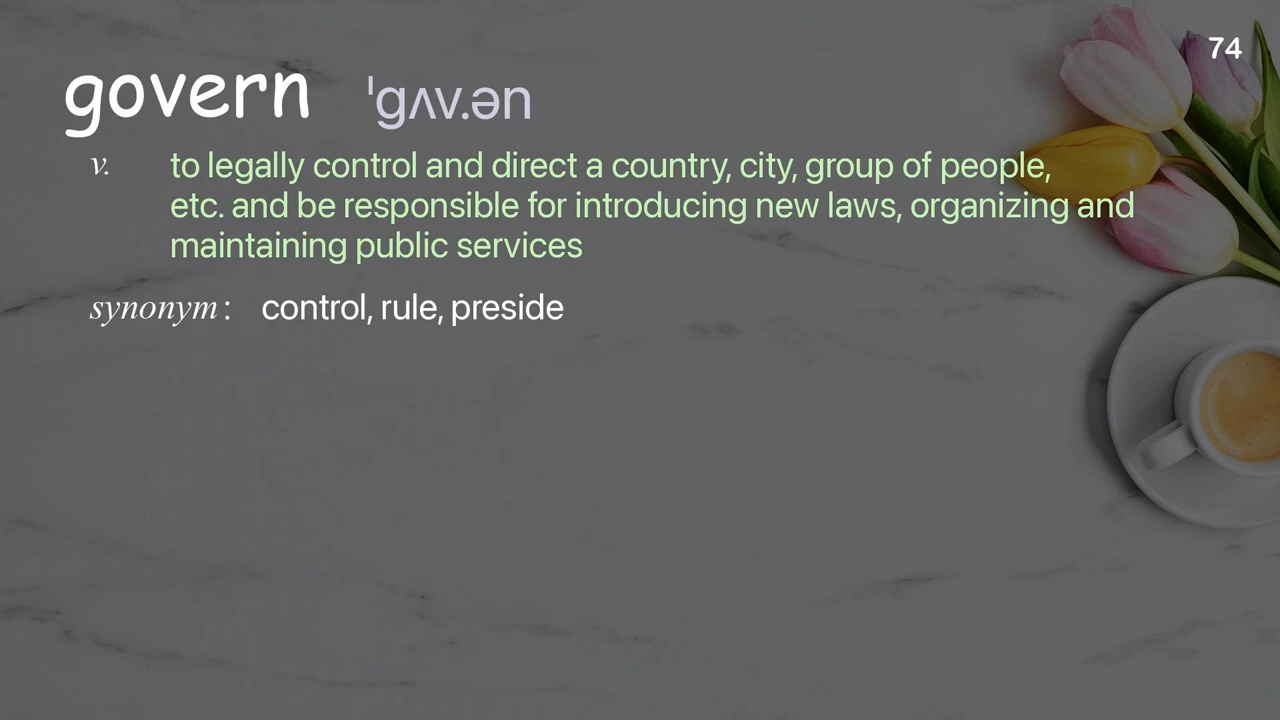 74
govern ˈgʌv.ən
v. to legally control and direct a country, city, group of people,
etc. and be responsible for introducing new laws, organizing and
maintaining public services
synonym: control, rule, preside